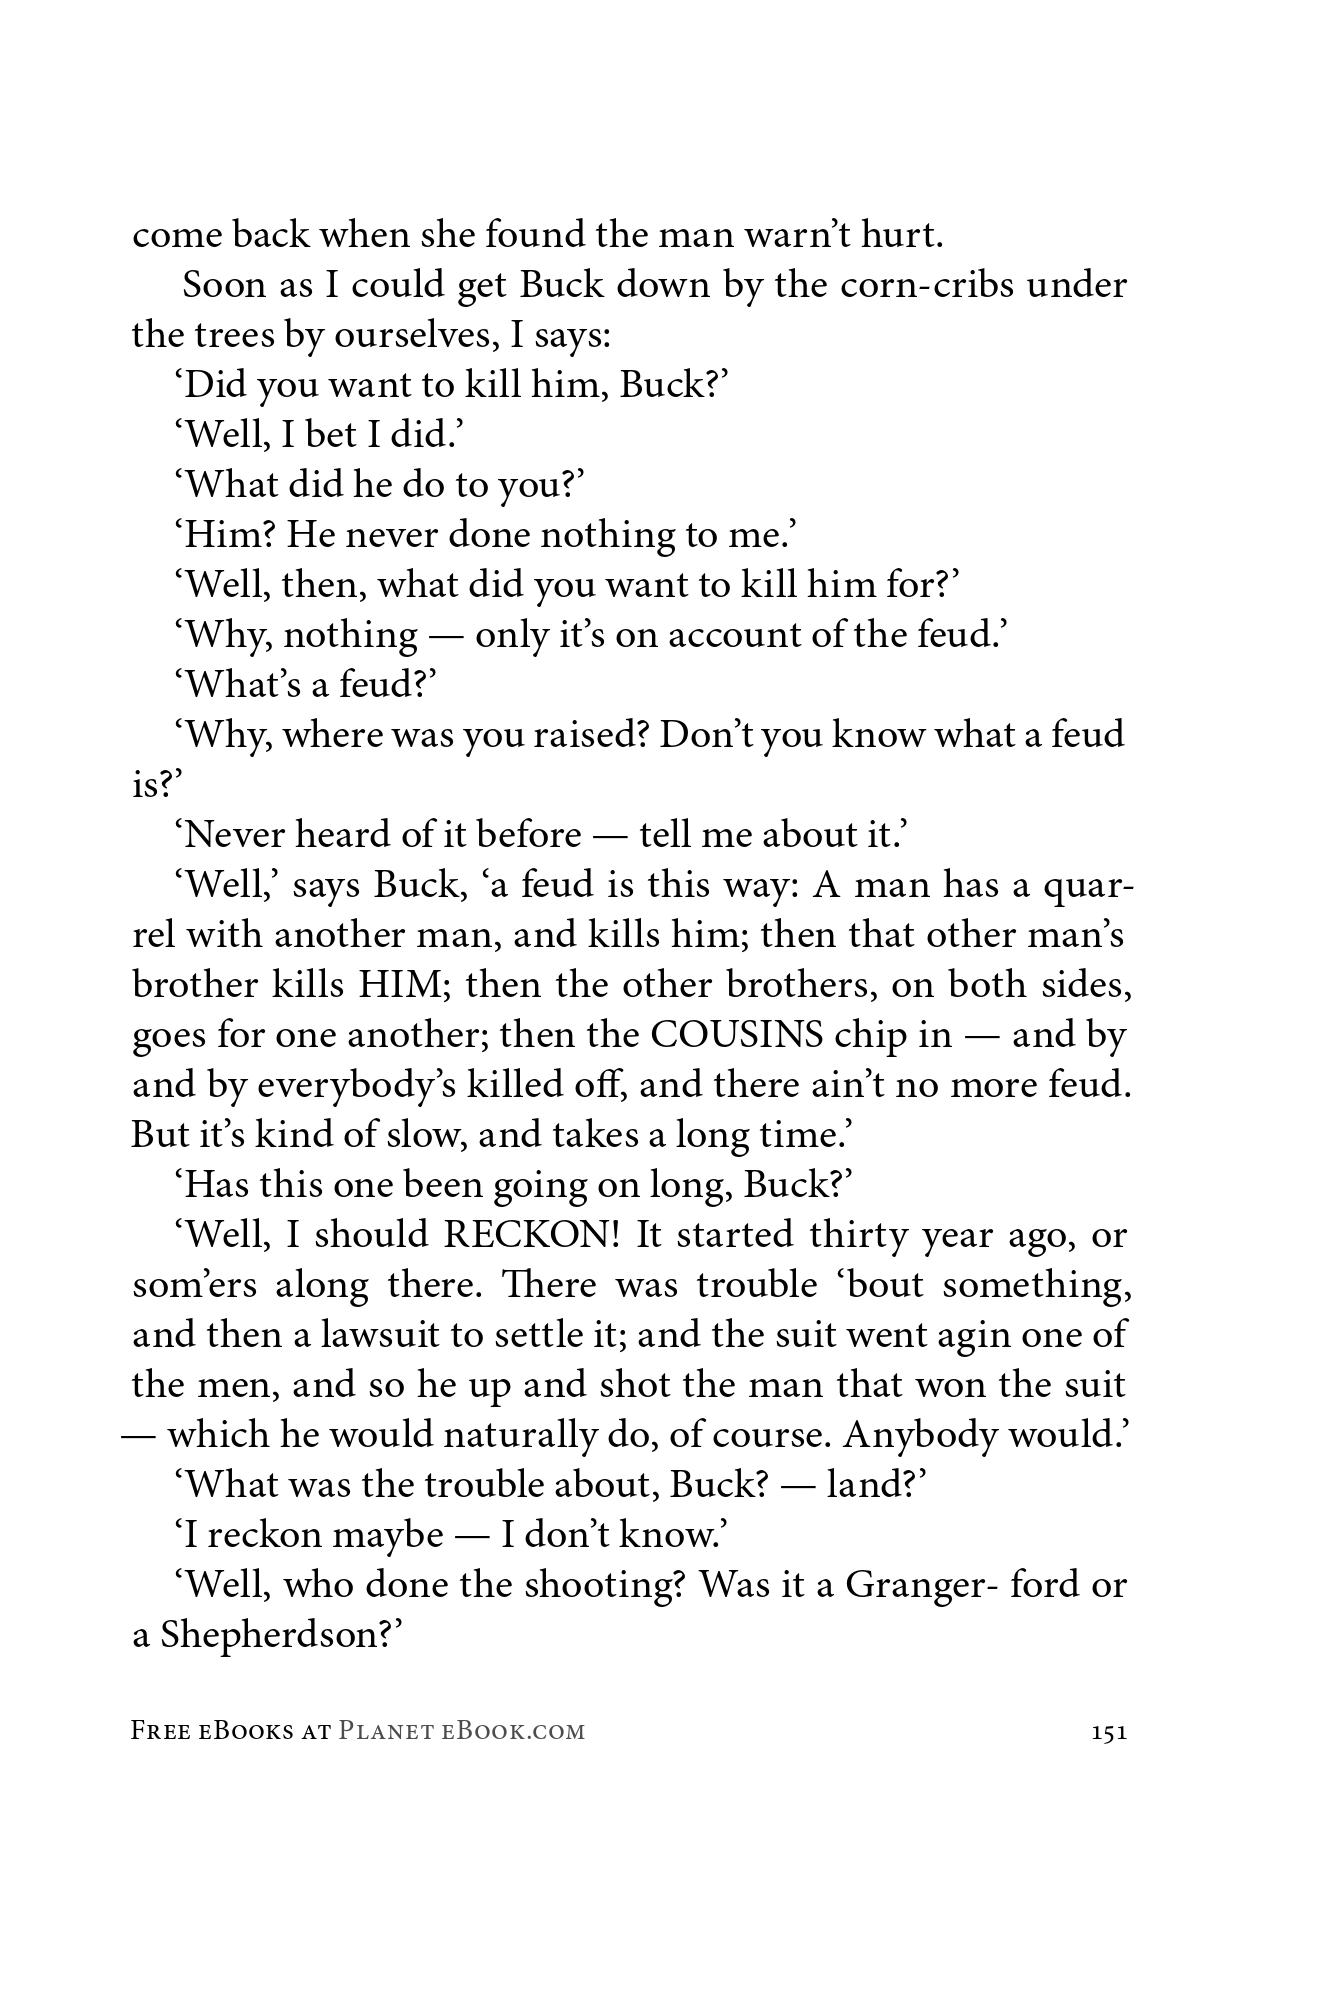 come back when she found the man warn’t hurt.
Soon as I could get Buck down by the corn-cribs under
the trees by ourselves, I says:
‘Did you want to kill him, Buck?’
‘Well, I bet I did.’
‘What did he do to you?’
‘Him? He never done nothing to me.’
‘Well, then, what did you want to kill him for?’
‘Why, nothing — only it’s on account of the feud.’
‘What’s a feud?’
‘Why, where was you raised? Don’t you know what a feud
is?’
‘Never heard of it before — tell me about it.’
‘Well,’ says Buck, ‘a feud is this way: A man has a quar-
rel with another man, and kills him; then that other man’s
brother kills HIM; then the other brothers, on both sides,
goes for one another; then the COUSINS chip in — and by
and by everybody’s killed off, and there ain’t no more feud.
But it’s kind of slow, and takes a long time.’
‘Has this one been going on long, Buck?’
‘Well, I should RECKON! It started thirty year ago, or
som’ers along there. There was trouble ‘bout something,
and then a lawsuit to settle it; and the suit went agin one of
the men, and so he up and shot the man that won the suit
— which he would naturally do, of course. Anybody would.’
‘What was the trouble about, Buck? — land?’
‘I reckon maybe — I don’t know.’
‘Well, who done the shooting? Was it a Granger- ford or
a Shepherdson?’
Free eBooks at Planet eBook.com 151